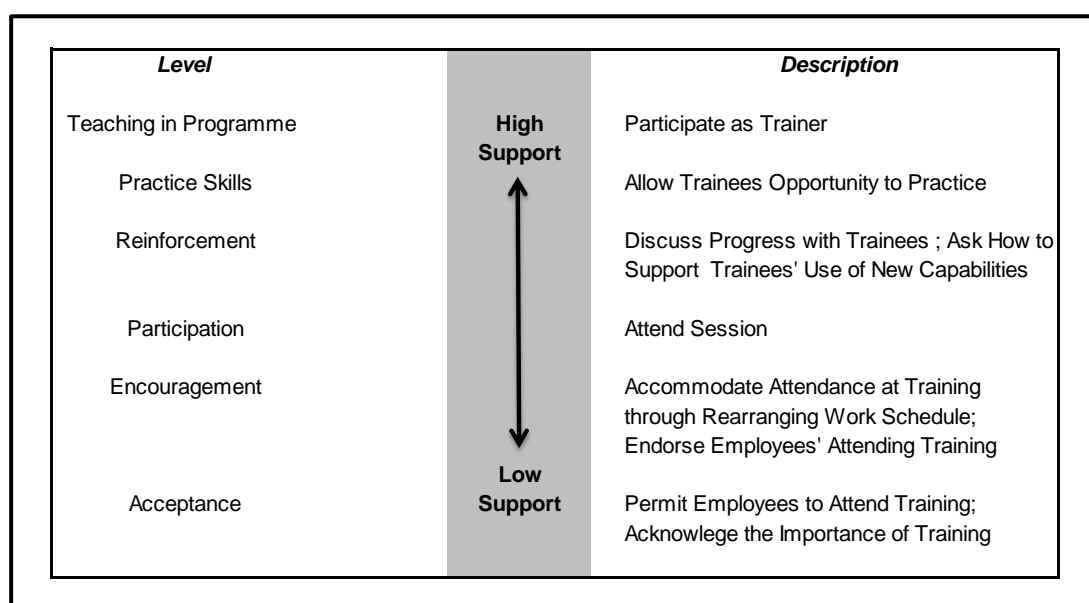 Level Description
Teaching in Programme High Support Participate as Trainer
Practice Skills Allow Trainees Opportunity to Practice
Reinforcement Discuss Progress with Trainees ; Ask How to
Support Trainees' Use of New Capabilities
Participation Attend Session
Encouragement Accommodate Attendance at Training
through Rearranging Work Schedule;
Endorse Employees' Attending Training
Acceptance Low Support Permit Employees to Attend Training;
Acknowlege the Importance of Training